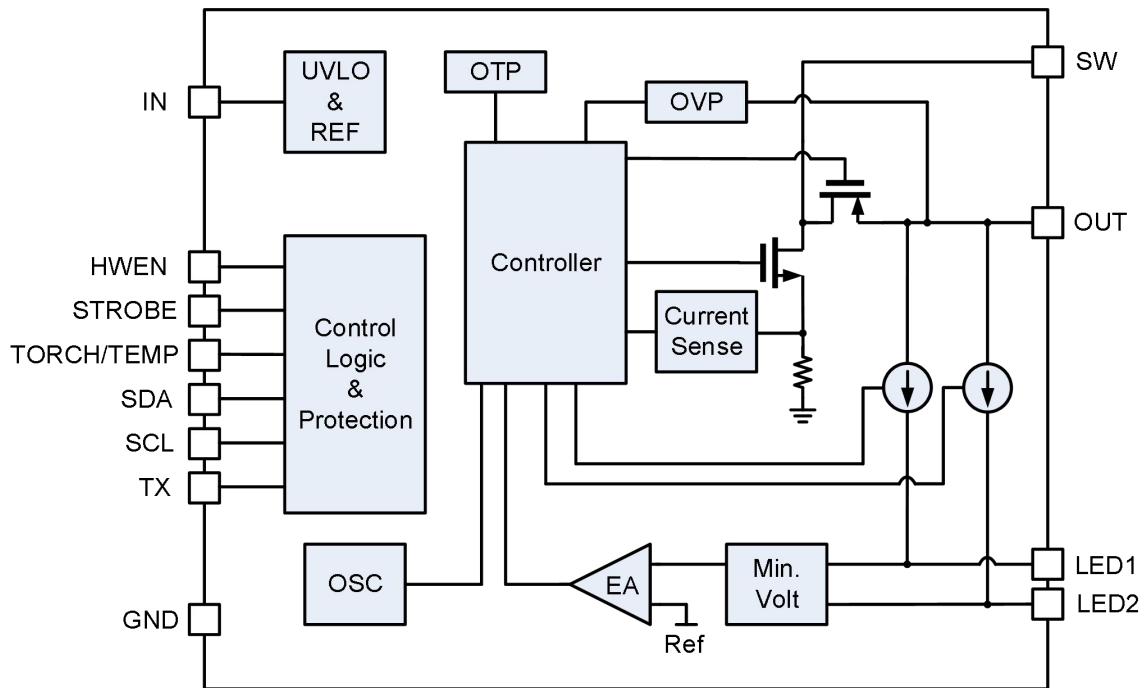 UVLO
&
REF
OTP
OVP
SW
IN
OUT
HWEN
STROBE
TORCH/TEMP
SDA
SCL
TX
Control
Logic
&
Protection
Controller
Current
Sense
OSC
EA
Ref
Min.
Volt
LED1
LED2
GND